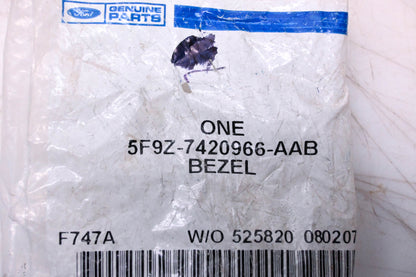 Ford GENUINE
PARTS
ONE
5F9Z-7420966-AAB
BEZEL
F747A W/O 525820 080207